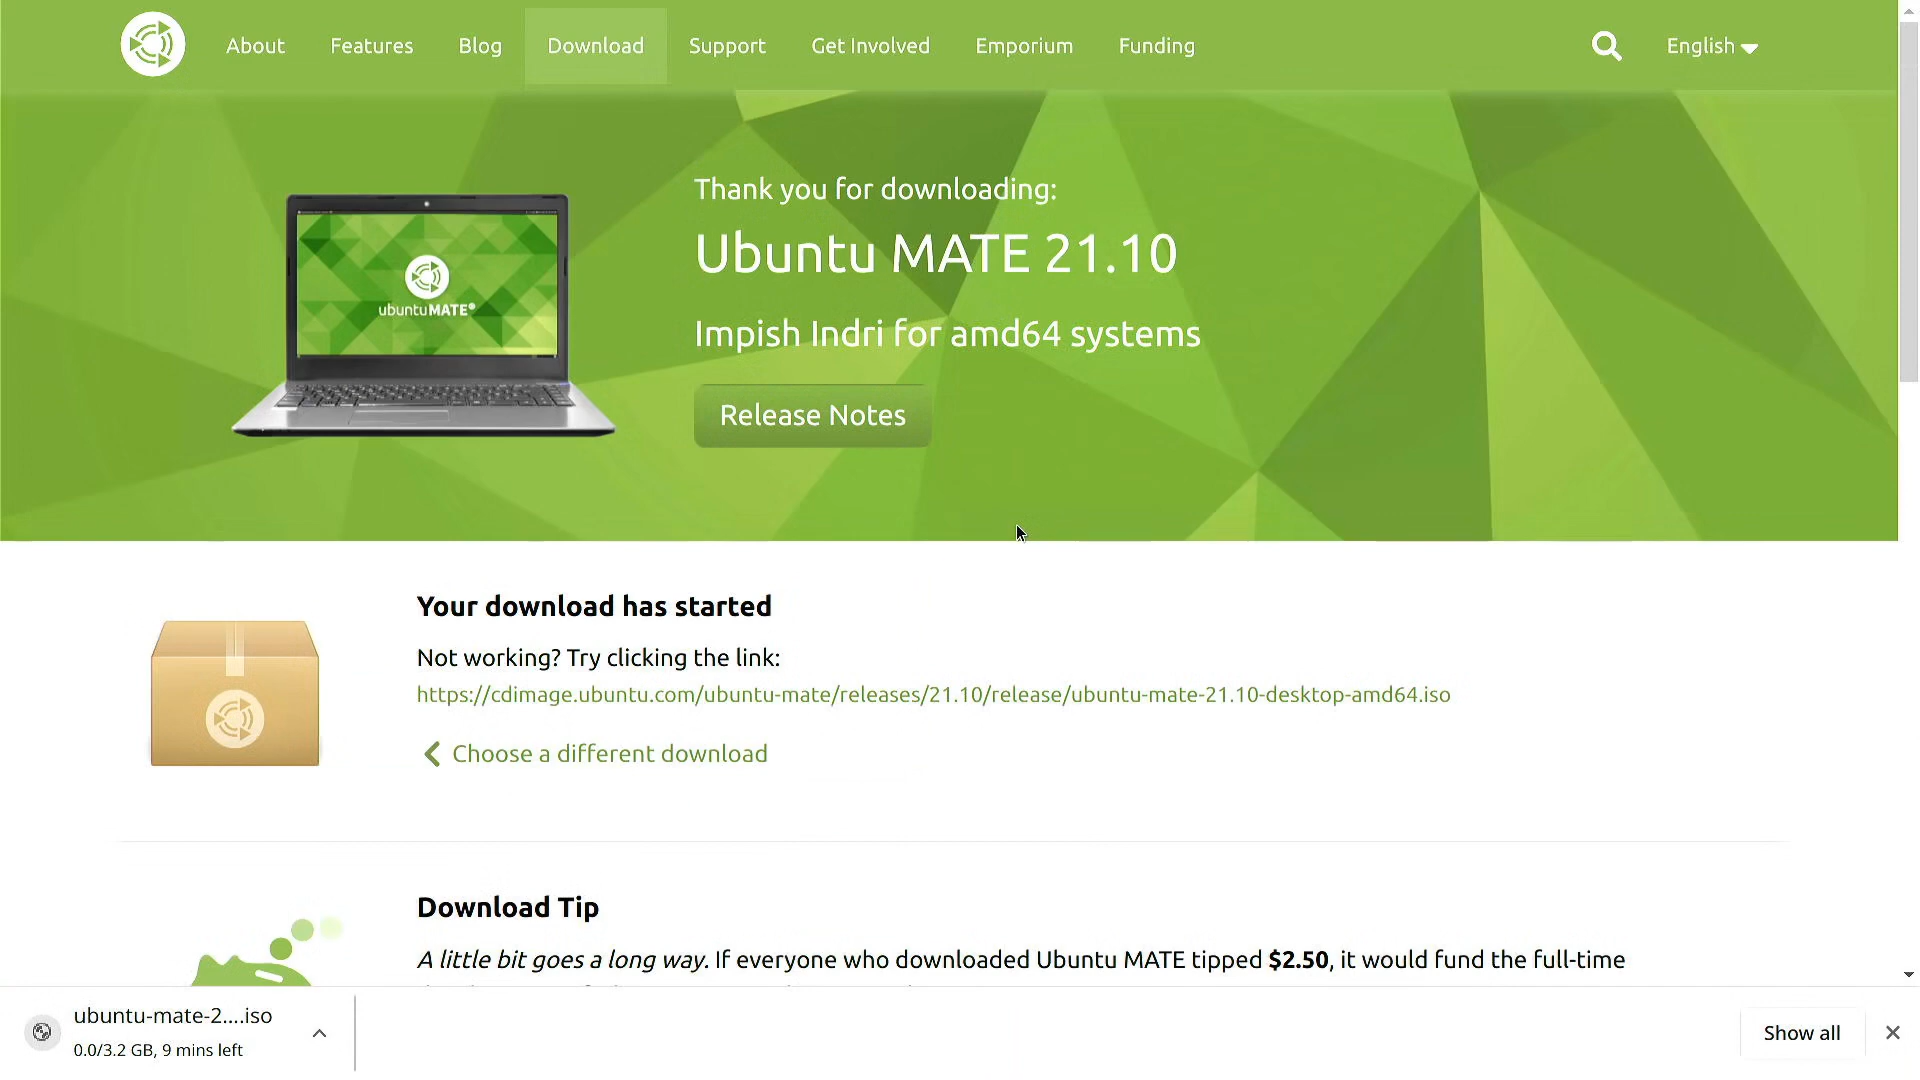 About Features Blog Download Support Get Involved Emporium Funding English
Thank you for downloading:
Ubuntu MATE 21.10
Impish Indri for amd64 systems
Release Notes
ubuntuMATE®
Your download has started
Not working? Try clicking the link:
https://cdimage.ubuntu.com/ubuntu-mate/releases/21.10/release/ubuntu-mate-21.10-desktop-amd64.iso
Choose a different download
Download Tip
A little bit goes a long way. If everyone who downloaded Ubuntu MATE tipped $2.50, it would fund the full-time
ubuntu-mate-2....iso
0.0/3.2 GB, 9 mins left
Show all